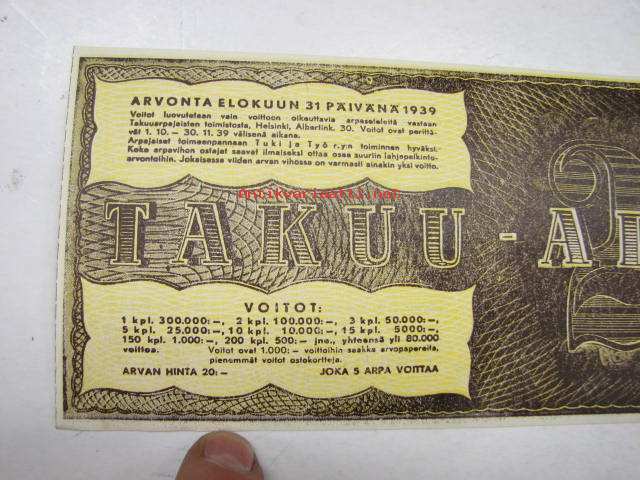 ARVONTA ELOKUUN 31 PÄIVÄNÄ 1939
Voitot luovutetaan vain voittoon oikeuttavia arpaseteleitä vastaan
Takuuarpajaisten toimistosta, Helsinki, Albertink. 30. Voitot ovat perittä-
vät 1. 10. — 30. 11. 39 välisenä aikana.
Arpajaiset toimeenpannaan Tuki ja Työ r.y:n toiminnan hyväksi.
Koko arpavihon ostajat saavat ilmaiseksi ottaa osaa suuriin lahjapalkinto-
arvontoihin. Jokaisessa viiden arvan vihossa on varmasti ainakin yksi voitto.
Antikvariaatti.net
TAKUU-A
VOITOT:
1 kpl. 300.000:—, 2 kpl. 100.000:—, 3 kpl. 50.000:—,
5 kpl. 25.000:—, 10 kpl. 10.000:—, 15 kpl. 5000:—,
150 kpl. 1.000:—, 200 kpl. 500:— jne., yhteensä yli 80.000
voittoa. Voitot ovat 1.000:— voittoihin saakka arvopapereita,
pienemmät voitot ostokortteja.
ARVAN HINTA 20:— JOKA 5 ARPA VOITTAA